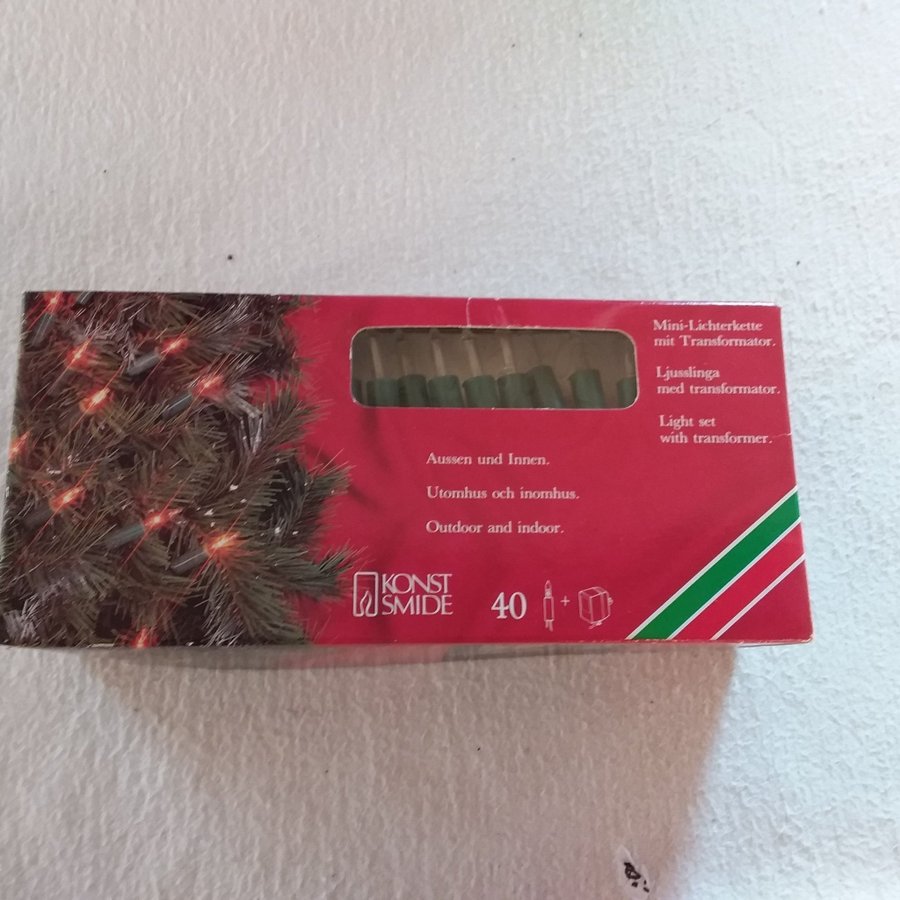 Mini-Lichterkette
mit Transformator.
Ljusslinga
med transformator.
Light set
with transformer.
Aussen und Innen.
Utomhus och inomhus.
Outdoor and indoor.
KONST
SMIDE
40 +